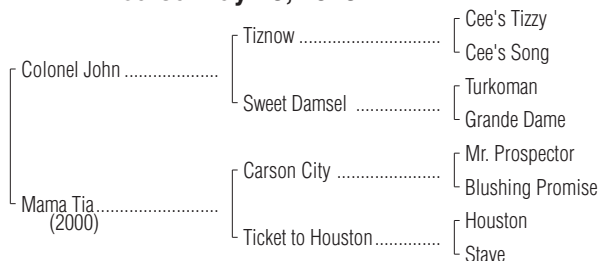 Cee's Tizzy
Tiznow ..............................
Cee's Song
Colonel John ....................
Turkoman
Sweet Damsel ..................
Grande Dame
Mr. Prospector
Carson City ......................
Blushing Promise
Mama Tia..........................
(2000)
Houston
Ticket to Houston..............
Stave